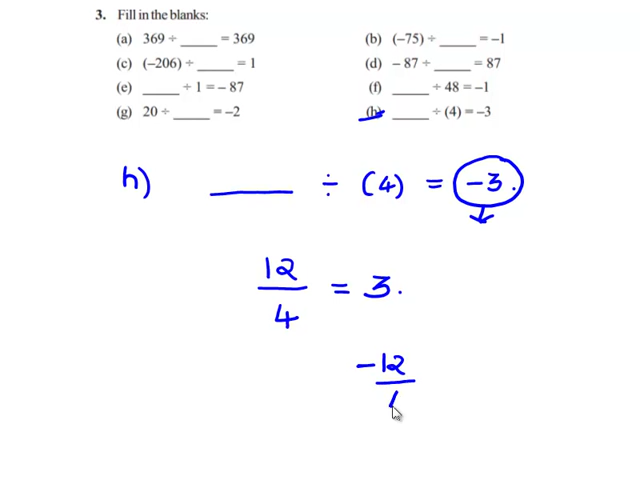 3. Fill in the blanks:
(a) 369 ÷ _____ = 369 (b) (–75) ÷ _____ = –1
(c) (–206) ÷ _____ = 1 (d) – 87 ÷ _____ = 87
(e) _____ ÷ 1 = – 87 (f) _____ ÷ 48 = –1
(g) 20 ÷ _____ = –2 (h) _____ ÷ (4) = –3
h) _____ ÷ (4) = -3.
12
4
= 3.
-12